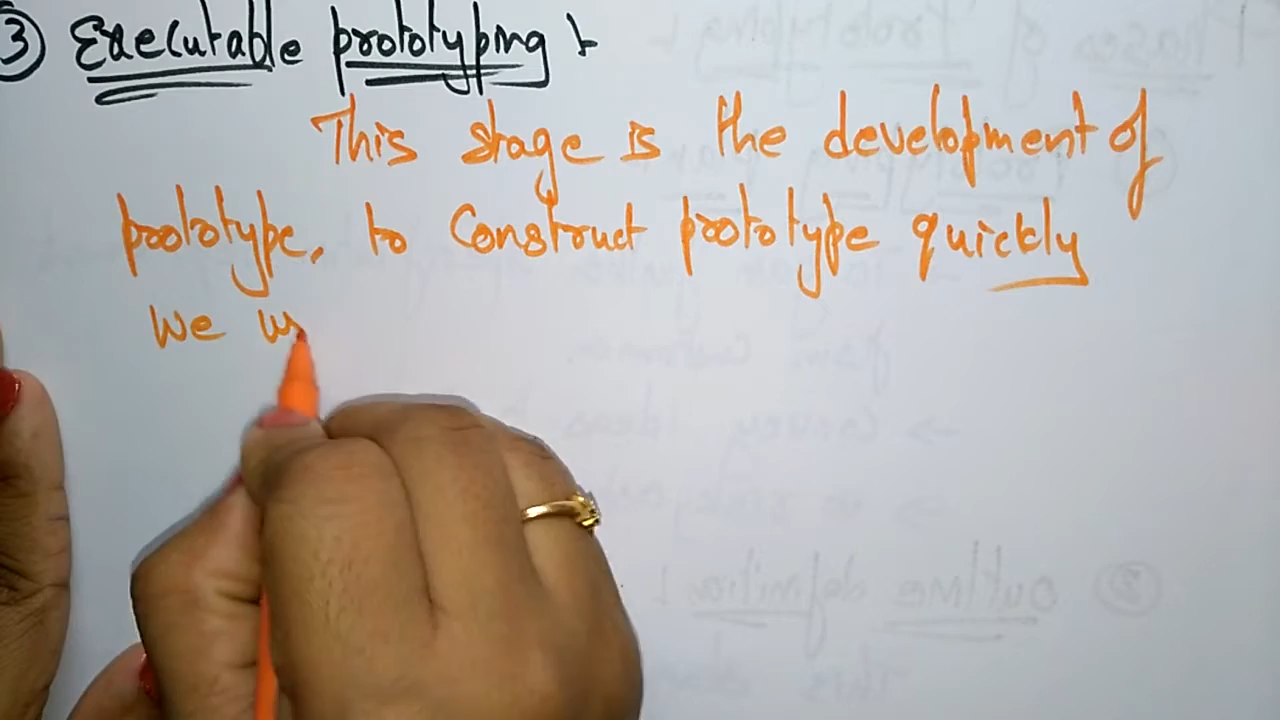 ③ Executable prototyping :-
This stage is the development of
prototype, to construct prototype quickly
we